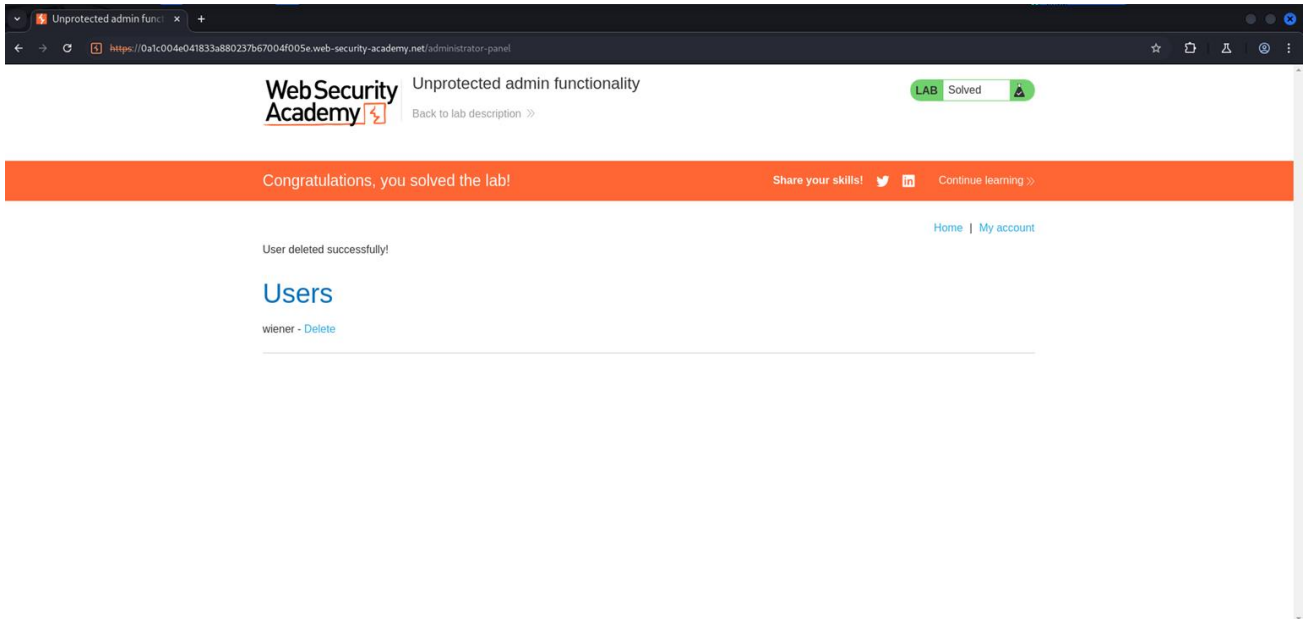 Unprotected admin funct
https://0a1c004e041833a880237b67004f005e.web-security-academy.net/administrator-panel
WebSecurity
Academy
Unprotected admin functionality
Back to lab description
LAB Solved
Congratulations, you solved the lab!
Share your skills!
Continue learning
Home | My account
User deleted successfully!
Users
wiener - Delete